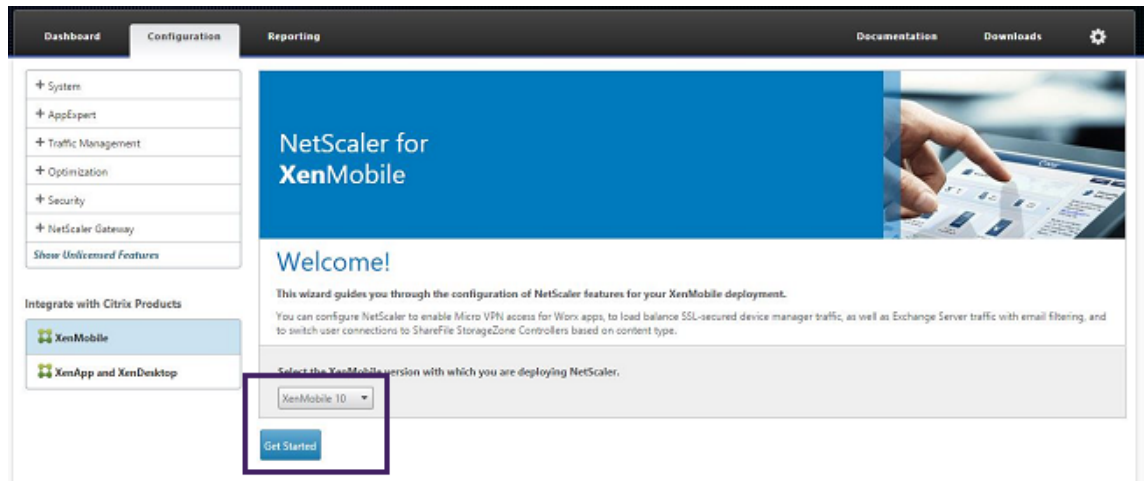 Dashboard Configuration Reporting Documentation Downloads
+ System
+ AppExpert
+ Traffic Management
+ Optimization
+ Security
+ NetScaler Gateway
Show Unlicensed Features
Integrate with Citrix Products
XenMobile
XenApp and XenDesktop
NetScaler for
XenMobile
Welcome!
This wizard guides you through the configuration of NetScaler features for your XenMobile deployment.
You can configure NetScaler to enable Micro VPN access for Worx apps, to load balance SSL-secured device manager traffic, as well as Exchange Server traffic with email filtering, and
to switch user connections to ShareFile StorageZone Controllers based on content type.
Select the XenMobile version with which you are deploying NetScaler.
XenMobile 10
Get Started